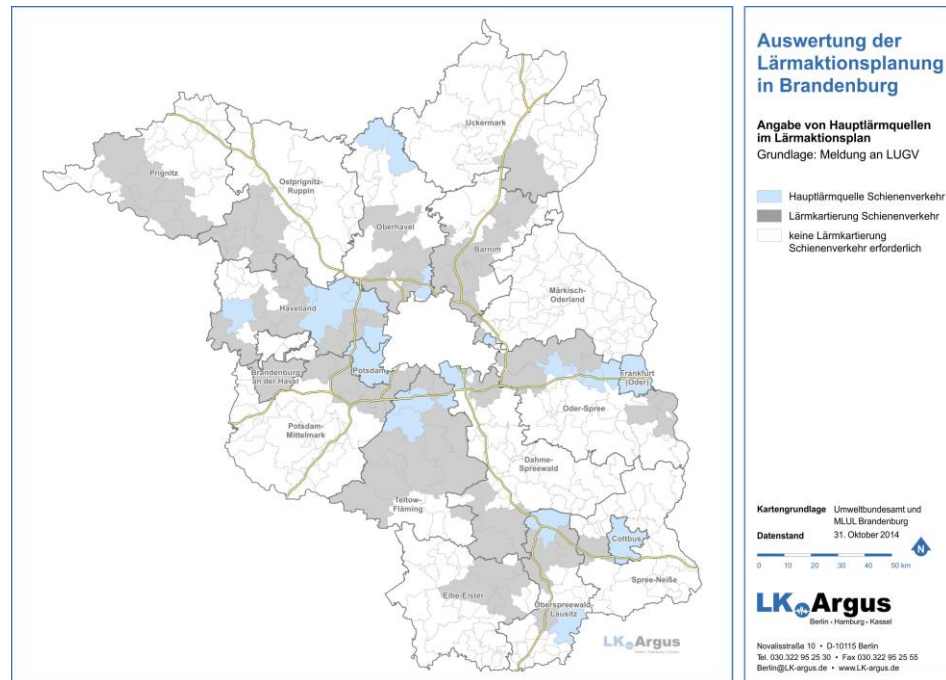 Auswertung der
Lärmaktionsplanung
in Brandenburg
Angabe von Hauptlärmquellen
im Lärmaktionsplan
Grundlage: Meldung an LUGV
Hauptlärmquelle Schienenverkehr
Lärmkartierung Schienenverkehr
keine Lärmkartierung
Schienenverkehr erforderlich
Uckermark
Prignitz
Ostprignitz-
Ruppin
Oberhavel
Barnim
Märkisch-
Oderland
Havelland
Brandenburg
an der Havel
Potsdam
Frankfurt
(Oder)
Oder-Spree
Potsdam-
Mittelmark
Dahme-
Spreewald
Teltow-
Fläming
Cottbus
Spree-Neiße
Elbe-Elster
Oberspreewald-
Lausitz
LK Argus
Berlin • Hamburg • Kassel
Kartengrundlage Umweltbundesamt und
MLUL Brandenburg
Datenstand 31. Oktober 2014
N
0 10 20 30 40 50 km
LK Argus
Berlin • Hamburg • Kassel
Novalisstraße 10 • D-10115 Berlin
Tel. 030.322 95 25 30 • Fax 030.322 95 25 55
Berlin@LK-argus.de • www.LK-argus.de